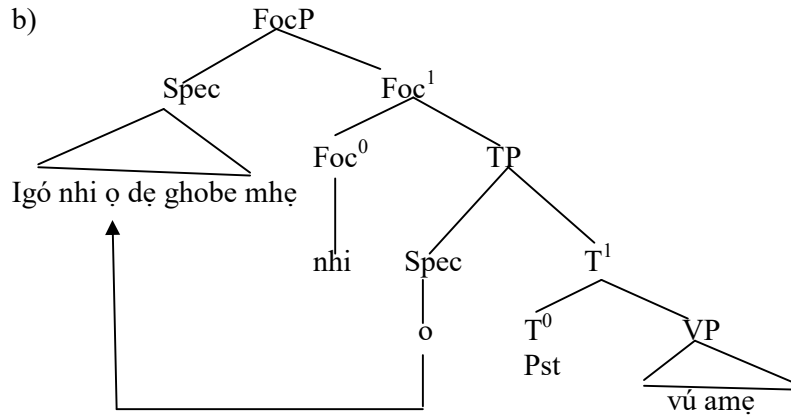 b) FocP
Spec Foc¹
Foc⁰ TP
Igó nhi ọ dẹ ghobe mhẹ
nhi Spec T¹
o T⁰ VP
Pst
vú amẹ